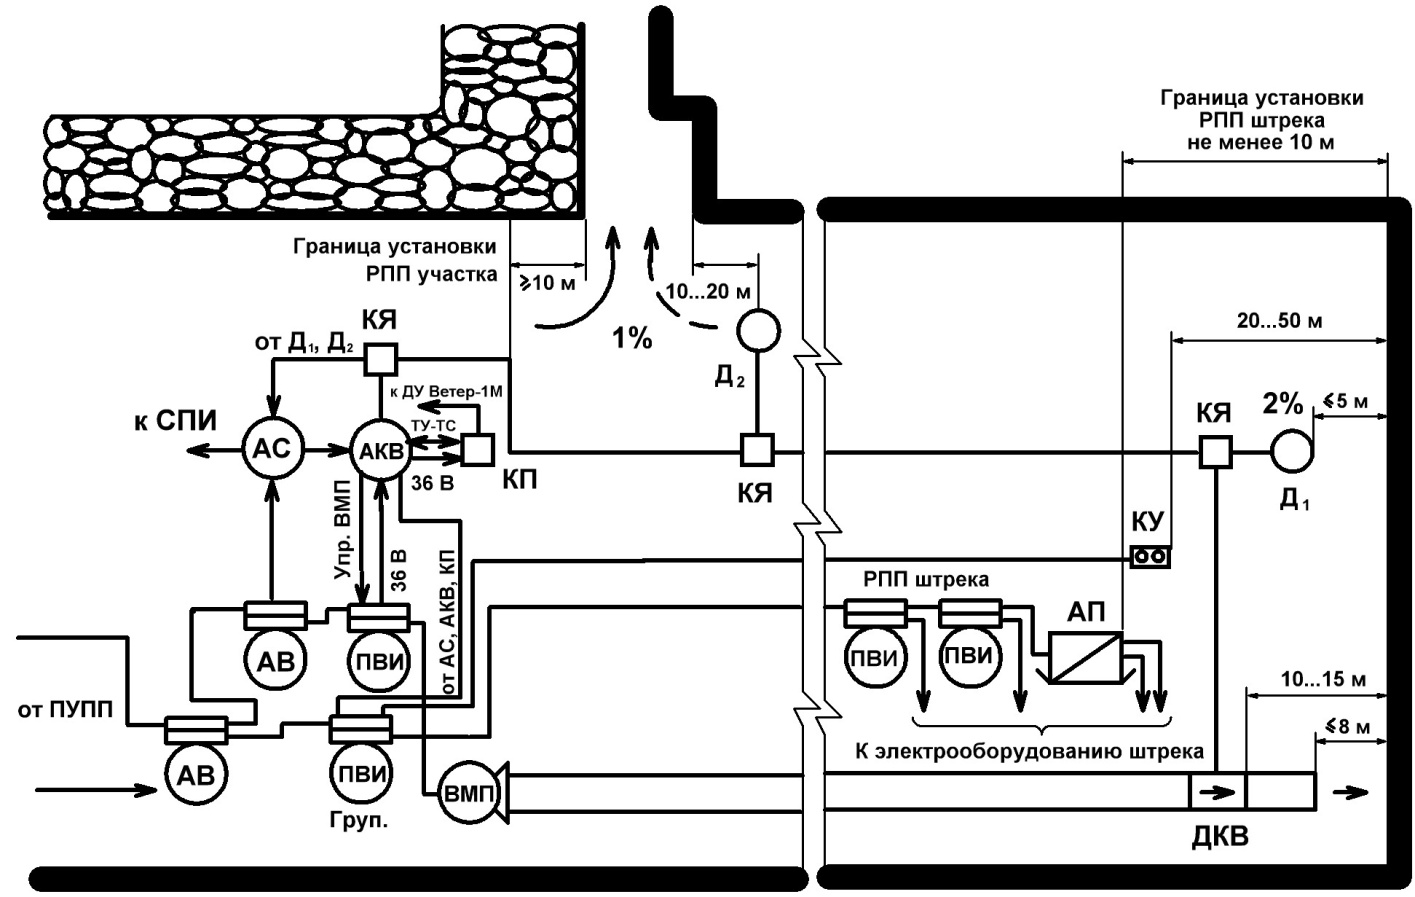 Граница установки
РПП штрека
не менее 10 м
Граница установки
РПП участка
⩾10 м
10...20 м
1%
20...50 м
КЯ
от Д1, Д2
к ДУ Ветер-1М
Д2
КЯ
2%
⩽5 м
к СПИ
АС
АКВ
ТУ-ТС
КП
36 В
КЯ
Д1
КУ
Упр. ВМП
36 В
от АС, АКВ, КП
РПП штрека
АП
АВ
ПВИ
ПВИ
ПВИ
10...15 м
от ПУПП
⩽8 м
К электрооборудованию штрека
АВ
ПВИ
ВМП
Груп.
ДКВ